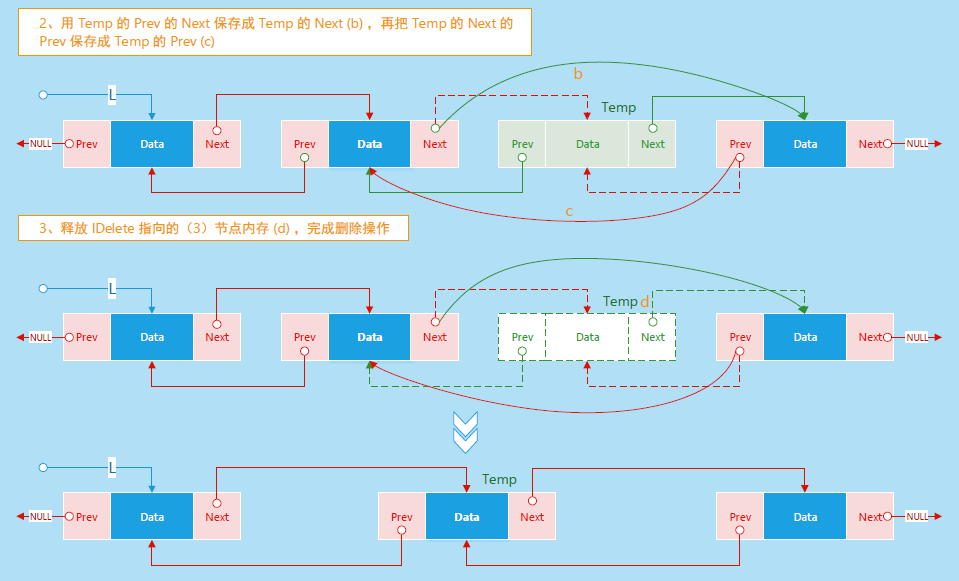 2、用 Temp 的 Prev 的 Next 保存成 Temp 的 Next (b) ，再把 Temp 的 Next 的
Prev 保存成 Temp 的 Prev (c)
b
L
Temp
NULL Prev Data Next Prev Data Next Prev Data Next Prev Data Next NULL
c
3、释放 IDelete 指向的（3）节点内存 (d) ，完成删除操作
L
Temp d
NULL Prev Data Next Prev Data Next Prev Data Next Prev Data Next NULL
L
Temp
NULL Prev Data Next Prev Data Next Prev Data Next NULL